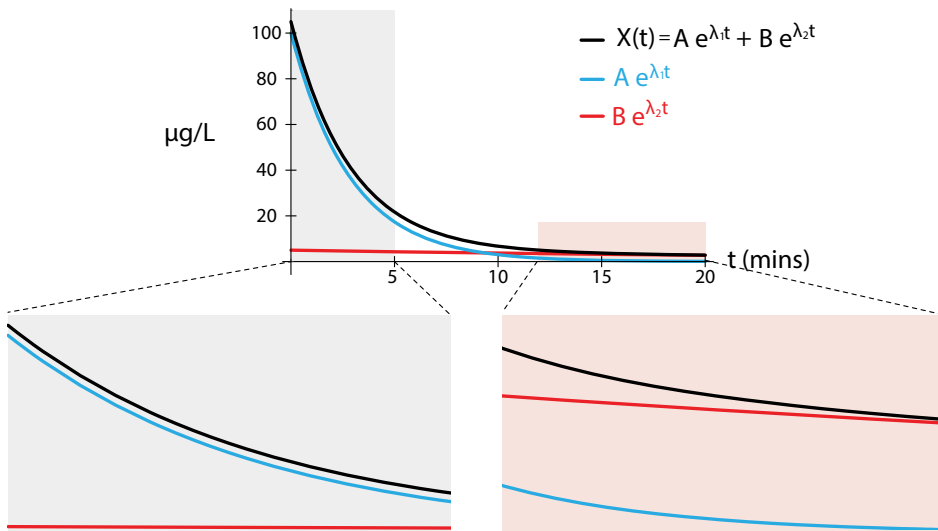 100
80
60
40
20
μg/L
5
10
15
20
t (mins)
X(t) = A e^{λ₁t} + B e^{λ₂t}
A e^{λ₁t}
B e^{λ₂t}